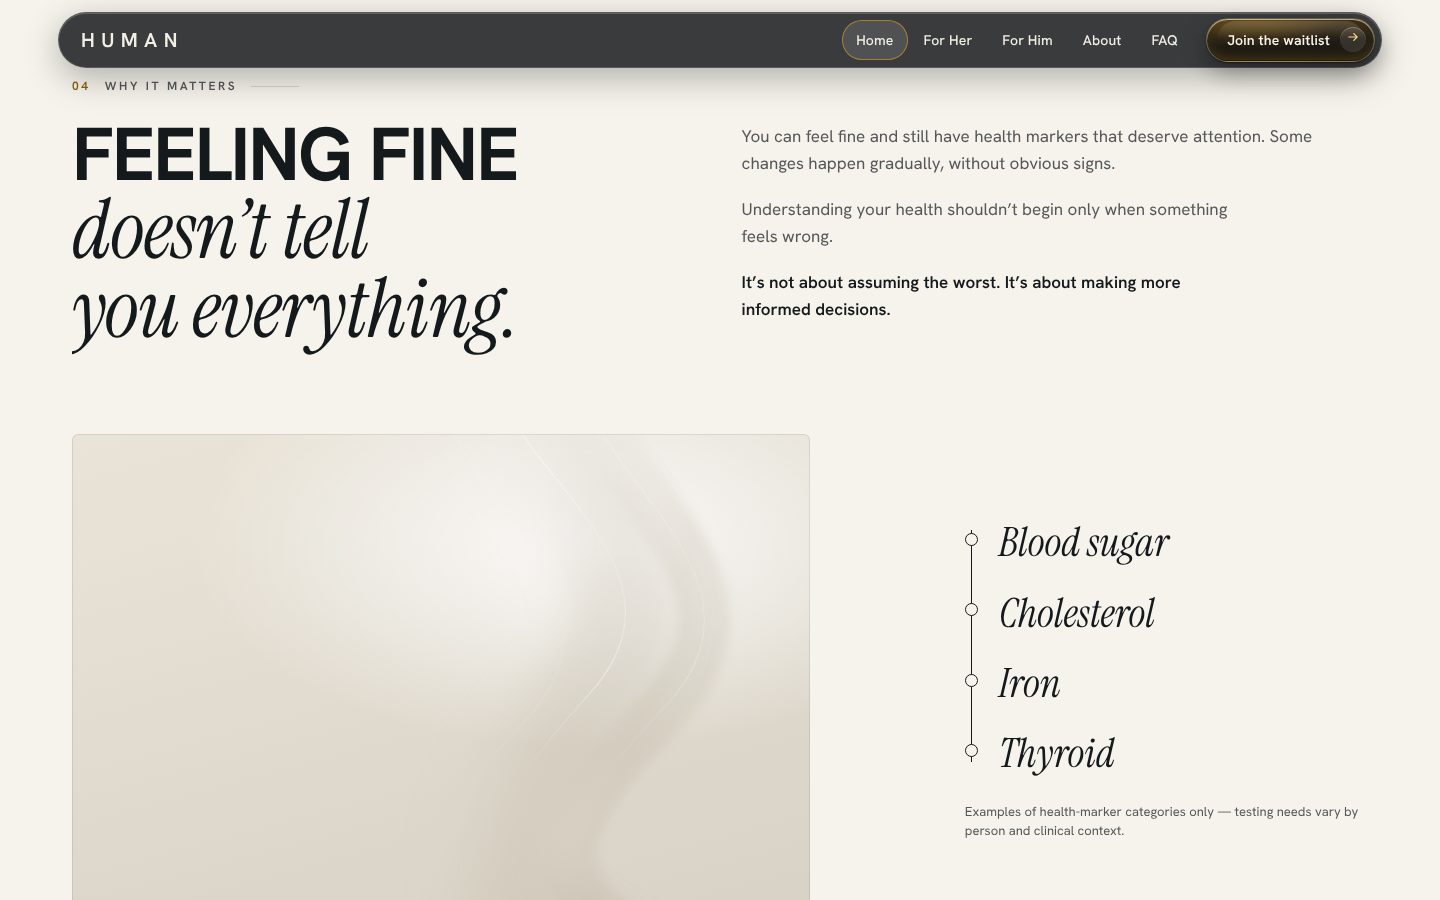 HUMAN
Home
For Her
For Him
About
FAQ
Join the waitlist →
04 WHY IT MATTERS
FEELING FINE
doesn’t tell
you everything.
You can feel fine and still have health markers that deserve attention. Some
changes happen gradually, without obvious signs.
Understanding your health shouldn’t begin only when something
feels wrong.
It’s not about assuming the worst. It’s about making more
informed decisions.
Blood sugar
Cholesterol
Iron
Thyroid
Examples of health-marker categories only — testing needs vary by
person and clinical context.